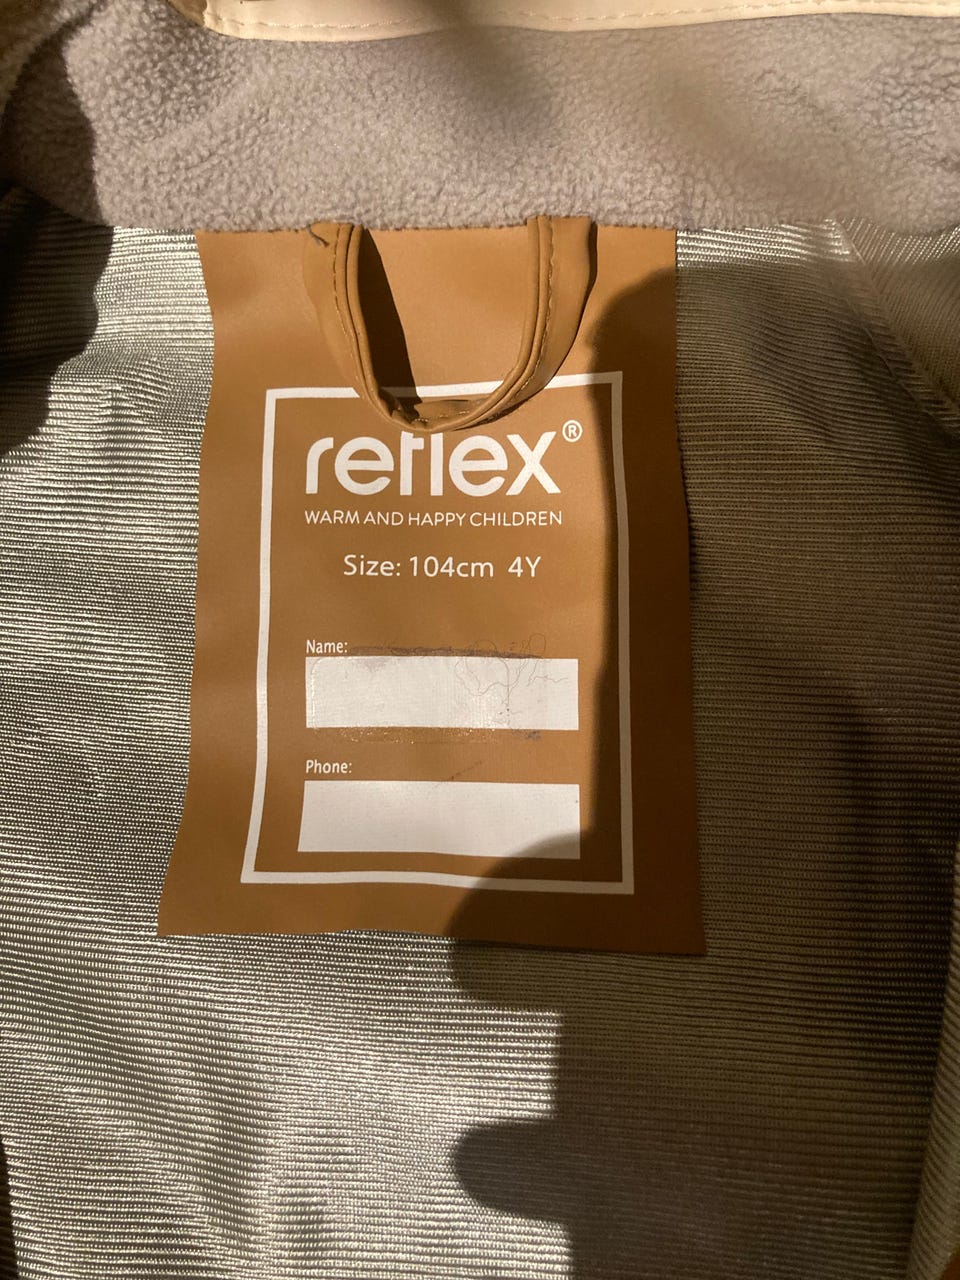 reflex®
WARM AND HAPPY CHILDREN
Size: 104cm 4Y
Name:
Phone: